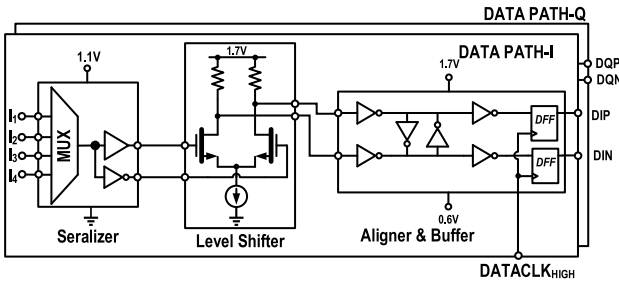 DATA PATH-Q
DATA PATH-I
1.1V
1.7V
1.7V
DQP
DQN
I1
I2
I3
I4
MUX
DFF
DIP
DFF
DIN
0.6V
Seralizer
Level Shifter
Aligner & Buffer
DATACLKHIGH